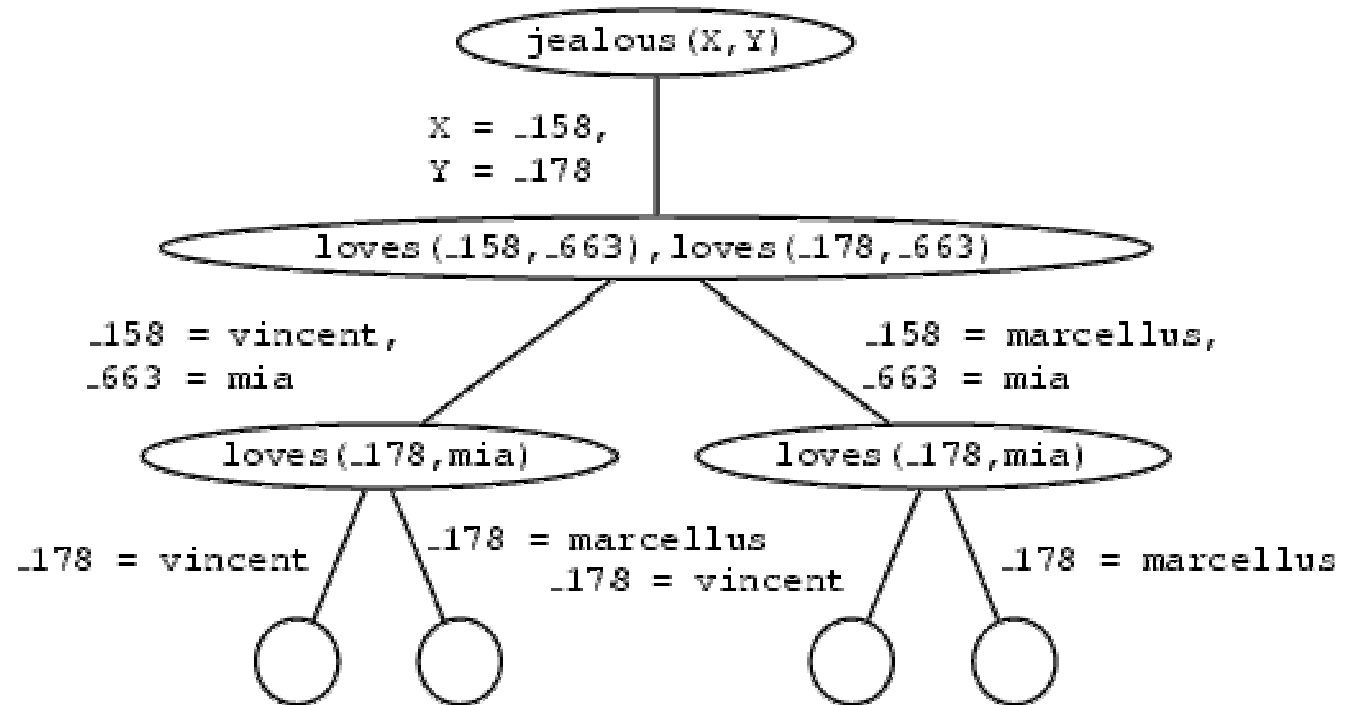 jealous(X,Y)
X = _158,
Y = _178
loves(_158,_663),loves(_178,_663)
_158 = vincent,
_663 = mia
_158 = marcellus,
_663 = mia
loves(_178,mia)
loves(_178,mia)
_178 = vincent
_178 = marcellus
_178 = vincent
_178 = marcellus